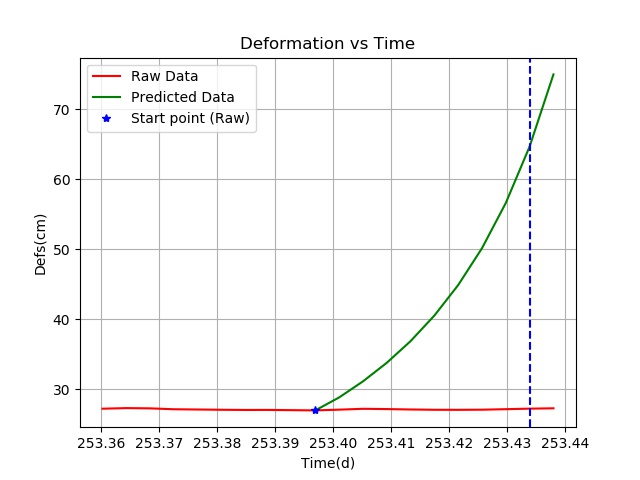 Deformation vs Time
Raw Data
Predicted Data
Start point (Raw)
70
60
50
40
30
Defs(cm)
253.36 253.37 253.38 253.39 253.40 253.41 253.42 253.43 253.44
Time(d)